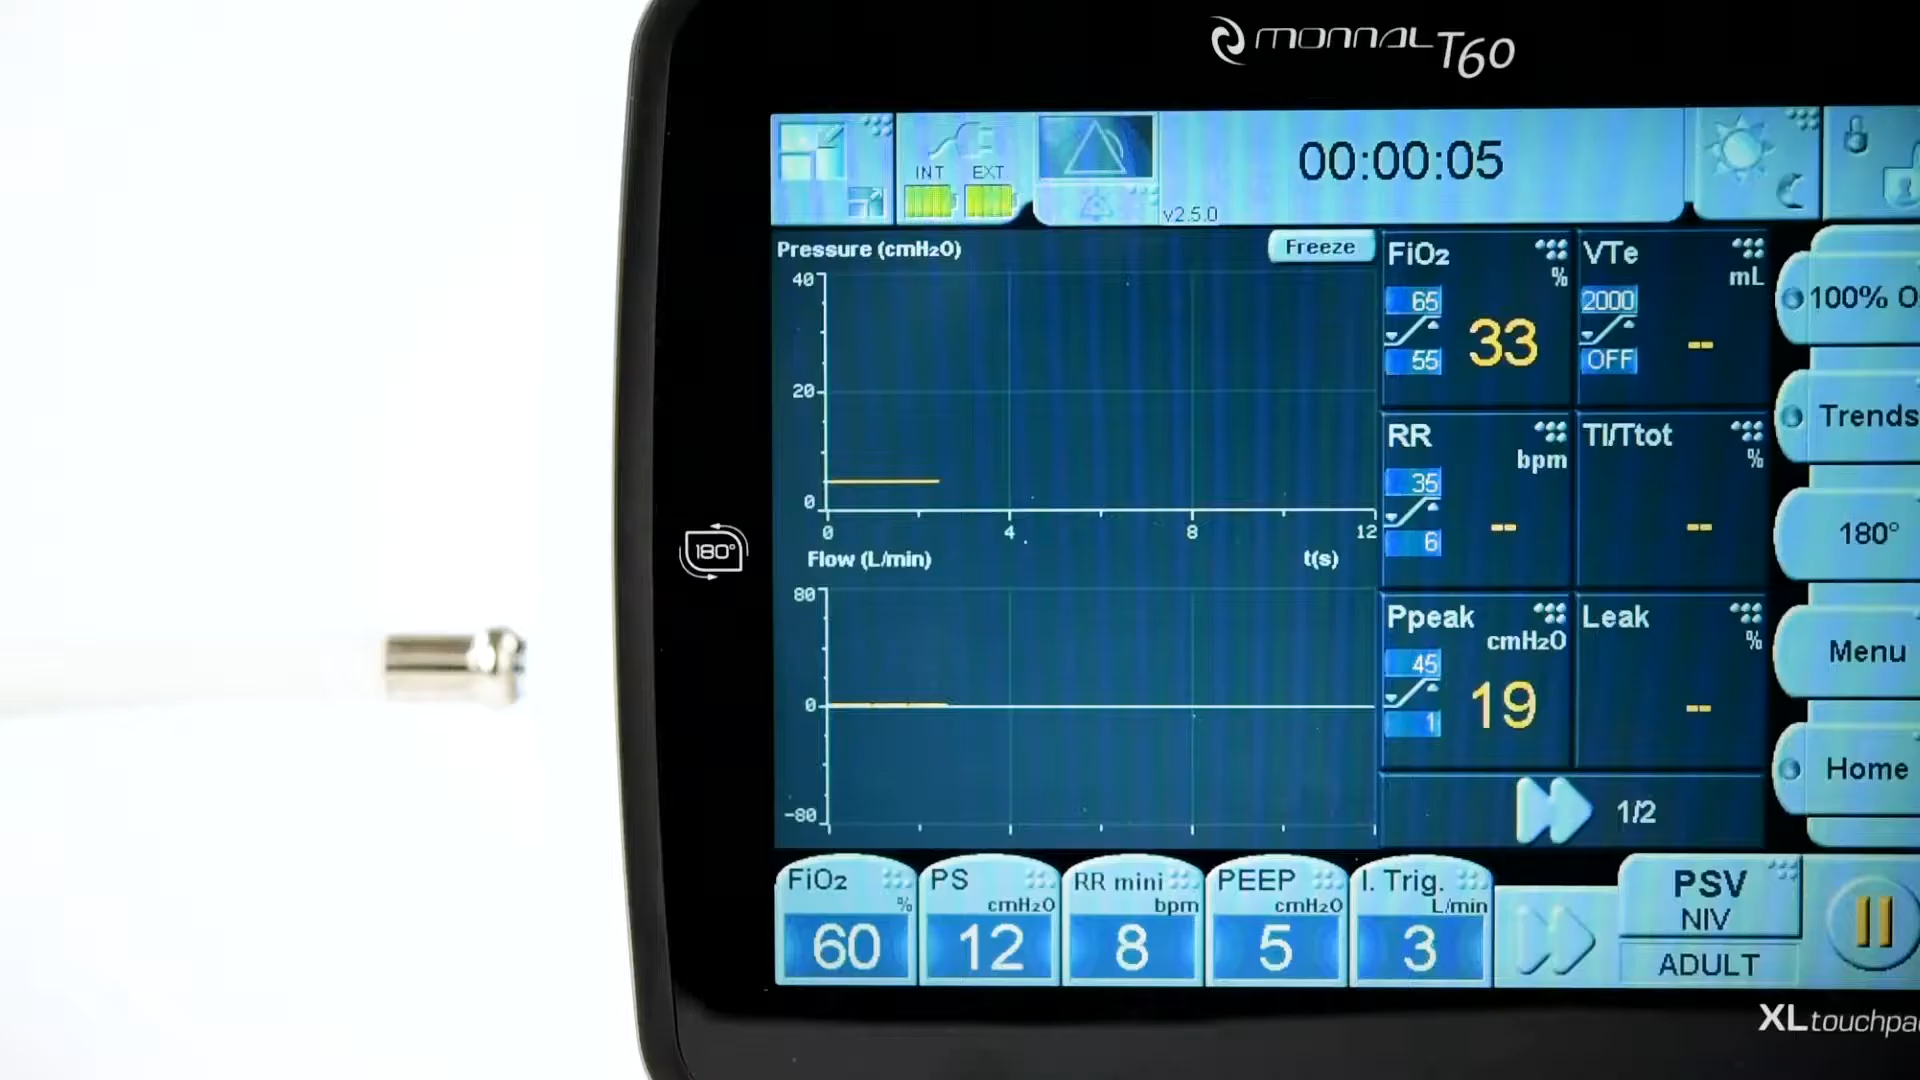 monnal T60
INT EXT
00:00:05
v2.5.0
Pressure (cmH₂O)
Freeze
40
20
0
0 4 8 12
Flow (L/min) t(s)
80
0
-80
FiO₂ %
65
33
55
VTe mL
2000
--
OFF
RR bpm
35
--
6
TI/Ttot %
--
Ppeak cmH₂O
45
19
1
Leak %
--
1/2
100% O
Trends
180°
Menu
Home
180°
FiO₂ %
60
PS cmH₂O
12
RR mini bpm
8
PEEP cmH₂O
5
I. Trig. L/min
3
PSV
NIV
ADULT
XL touchpa